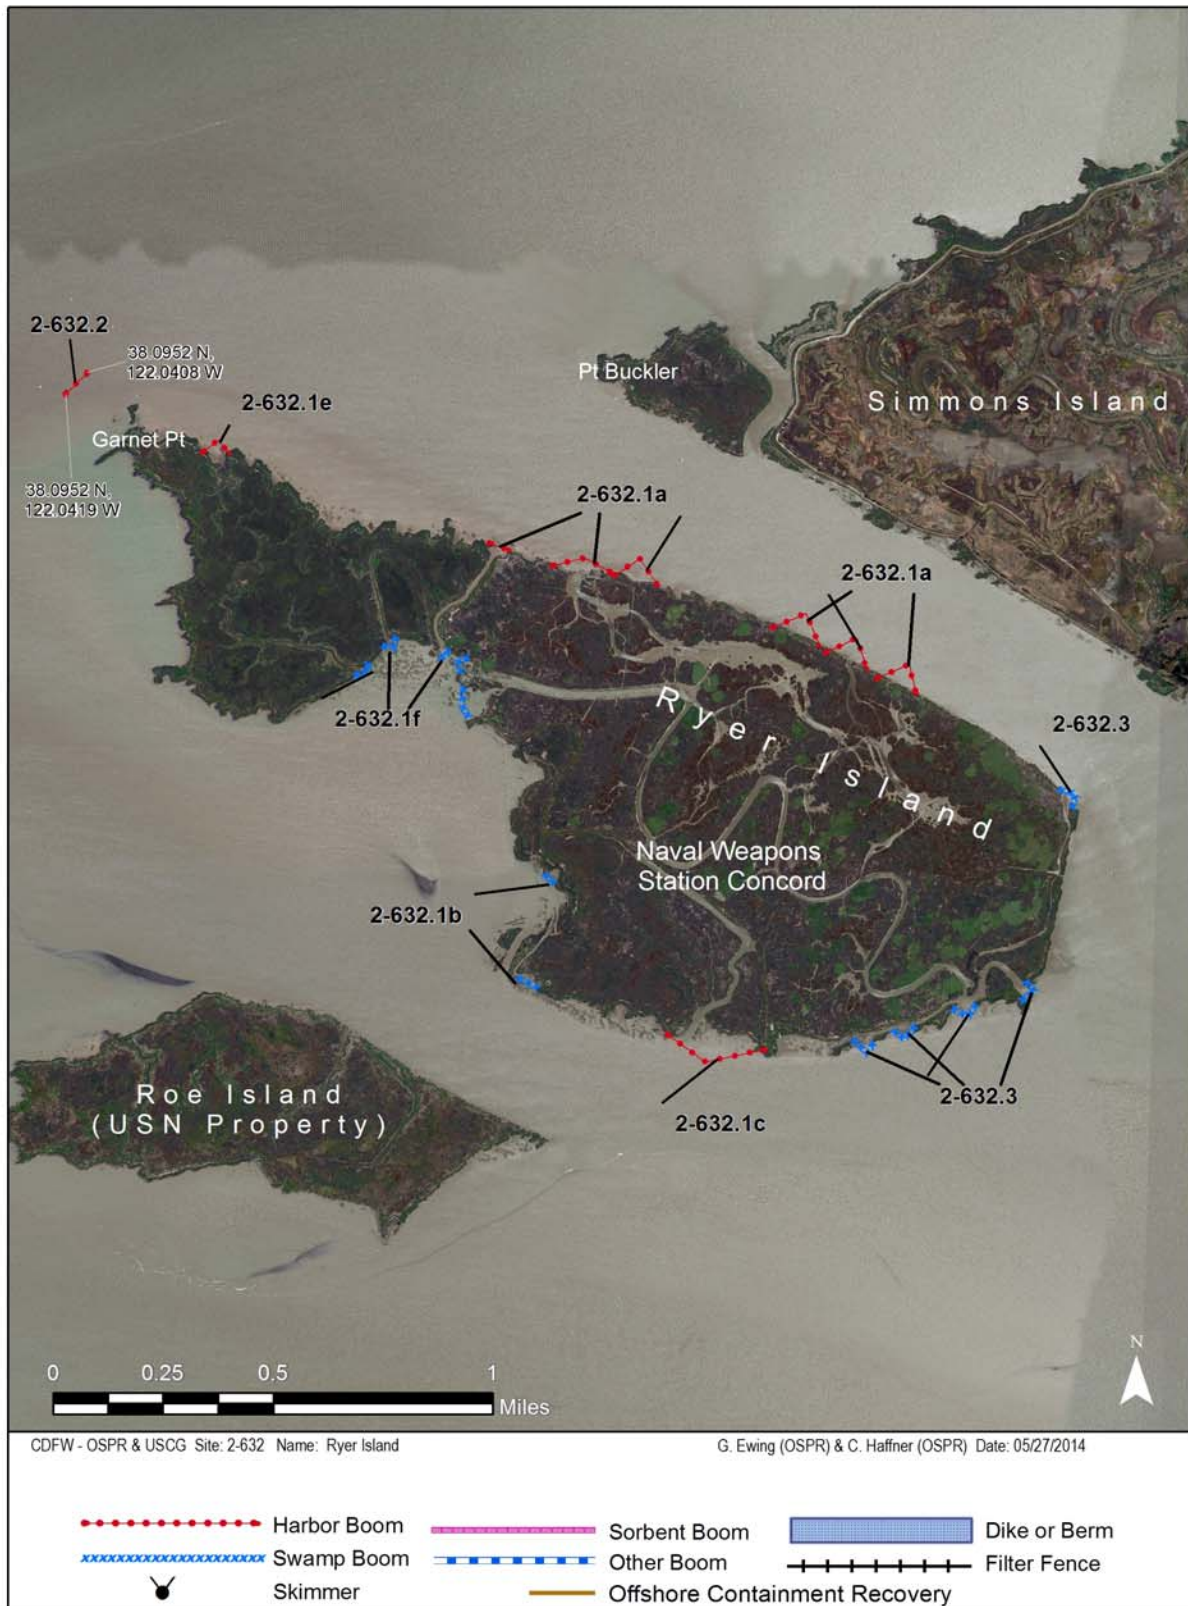 2-632.2
38.0952 N,
122.0408 W
2-632.1e
Garnet Pt
38.0952 N,
122.0419 W
Pt Buckler
Simmons Island
2-632.1a
2-632.1a
2-632.1f
2-632.3
Ryer Island
Naval Weapons
Station Concord
2-632.1b
2-632.3
2-632.1c
Roe Island
(USN Property)
0 0.25 0.5 1
Miles
N
CDFW - OSPR & USCG Site: 2-632 Name: Ryer Island
G. Ewing (OSPR) & C. Haffner (OSPR) Date: 05/27/2014
Harbor Boom
Sorbent Boom
Dike or Berm
Swamp Boom
Other Boom
Filter Fence
Skimmer
Offshore Containment Recovery